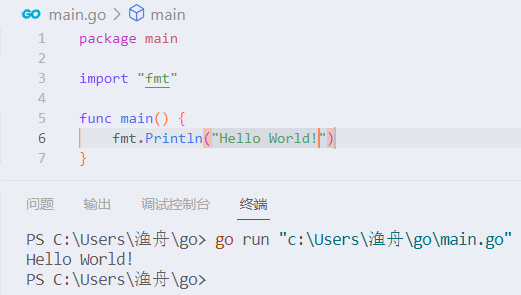 GO main.go > main
1 package main
2
3 import "fmt"
4
5 func main() {
6     fmt.Println("Hello World!")
7 }
问题 输出 调试控制台 终端
PS C:\Users\渔舟\go> go run "c:\Users\渔舟\go\main.go"
Hello World!
PS C:\Users\渔舟\go>